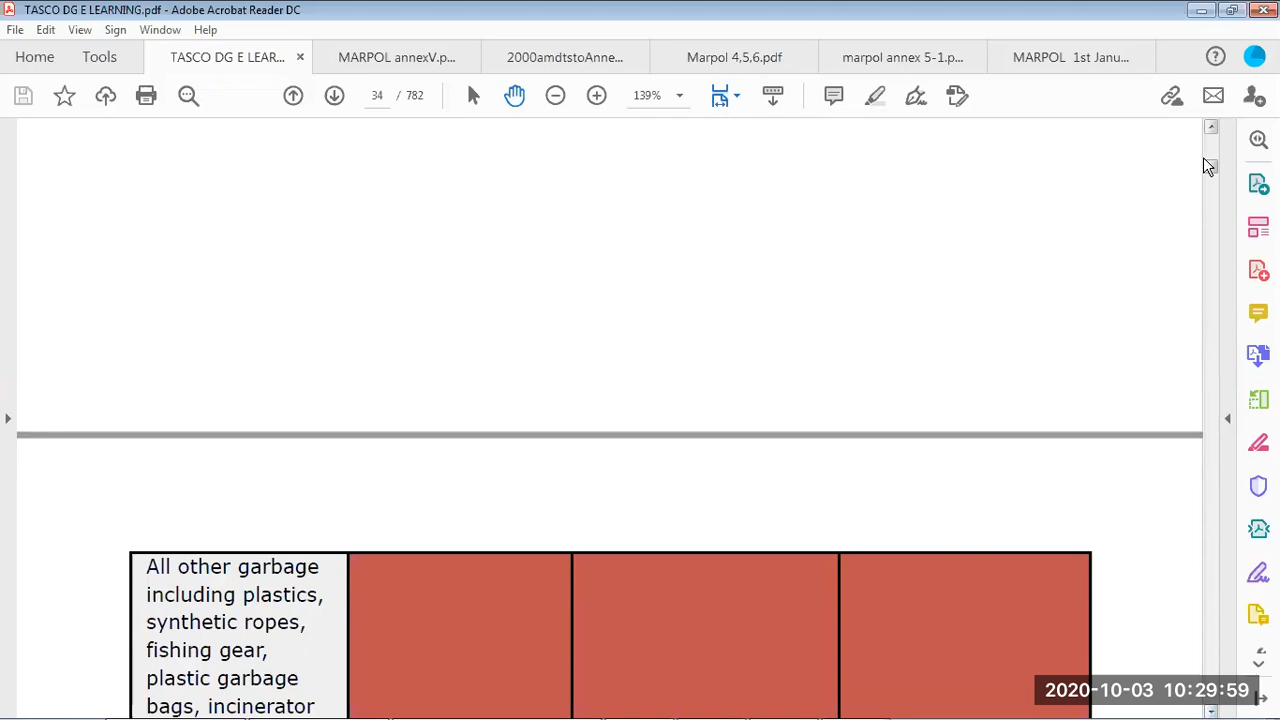 TASCO DG E LEARNING.pdf - Adobe Acrobat Reader DC
File Edit View Sign Window Help
Home Tools TASCO DG E LEAR... × MARPOL annexV.p... 2000amdtstoAnne... Marpol 4,5,6.pdf marpol annex 5-1.p... MARPOL 1st Janu...
34 / 782 139%
All other garbage
including plastics,
synthetic ropes,
fishing gear,
plastic garbage
bags, incinerator
2020-10-03 10:29:59